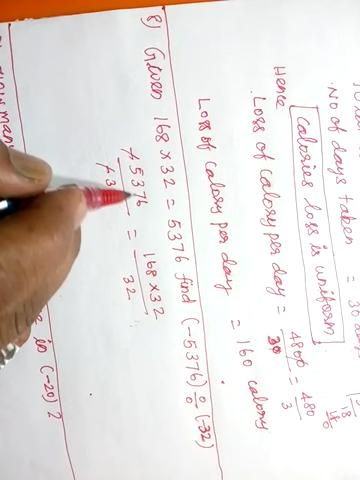 No of days taken = 30 day
calories loss is uniform
Hence
Loss of calory per day = 4800/30 = 480/3
Loss of calory per day = 160 calory
8) Given 168 × 32 = 5376 find (-5376) ÷ (-32)
5376 = 168 × 32
32
in (-20) ?